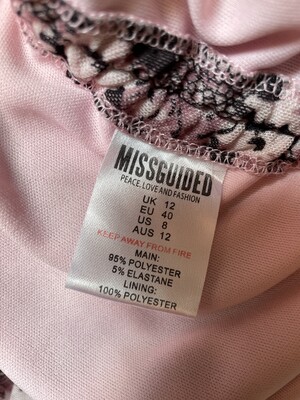 MISSGUIDED
PEACE, LOVE AND FASHION
UK 12
EU 40
US 8
AUS 12
KEEP AWAY FROM FIRE
MAIN:
95% POLYESTER
5% ELASTANE
LINING:
100% POLYESTER